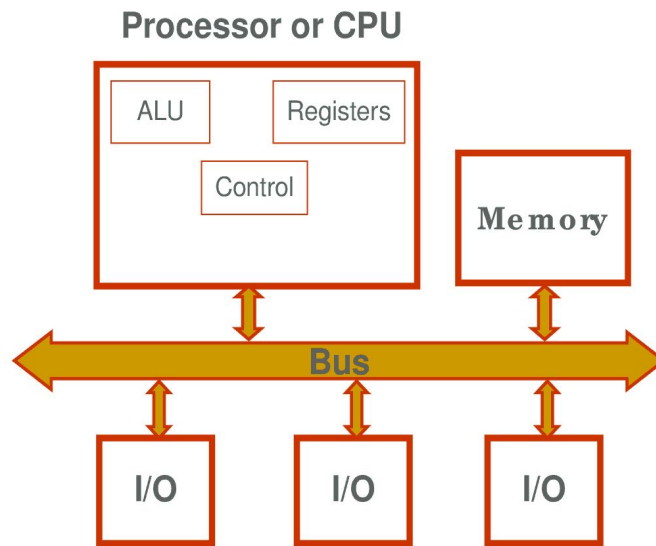 Processor or CPU
ALU
Registers
Control
Memory
Bus
I/O
I/O
I/O